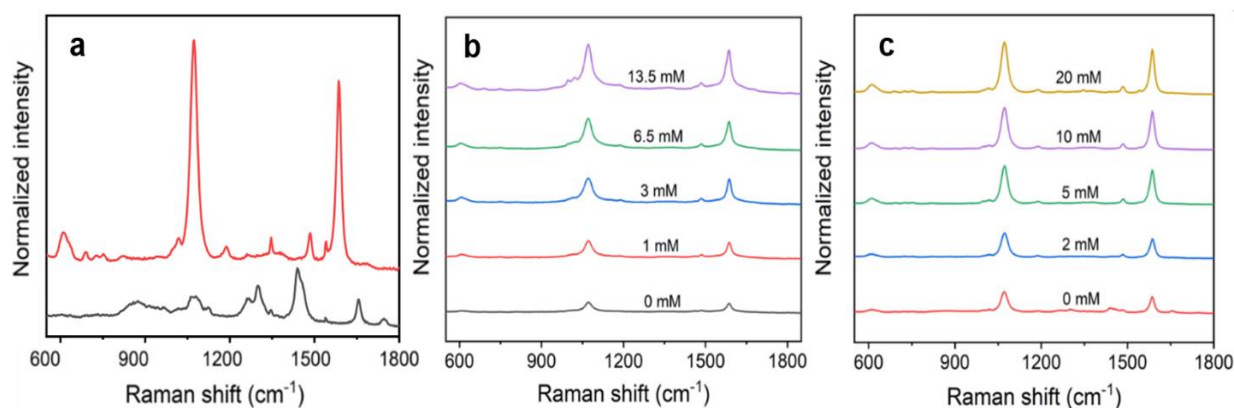 a
Normalized intensity
600 900 1200 1500 1800
Raman shift (cm⁻¹)
b
Normalized intensity
13.5 mM
6.5 mM
3 mM
1 mM
0 mM
600 900 1200 1500 1800
Raman shift (cm⁻¹)
c
Normalized intensity
20 mM
10 mM
5 mM
2 mM
0 mM
600 900 1200 1500 1800
Raman shift (cm⁻¹)